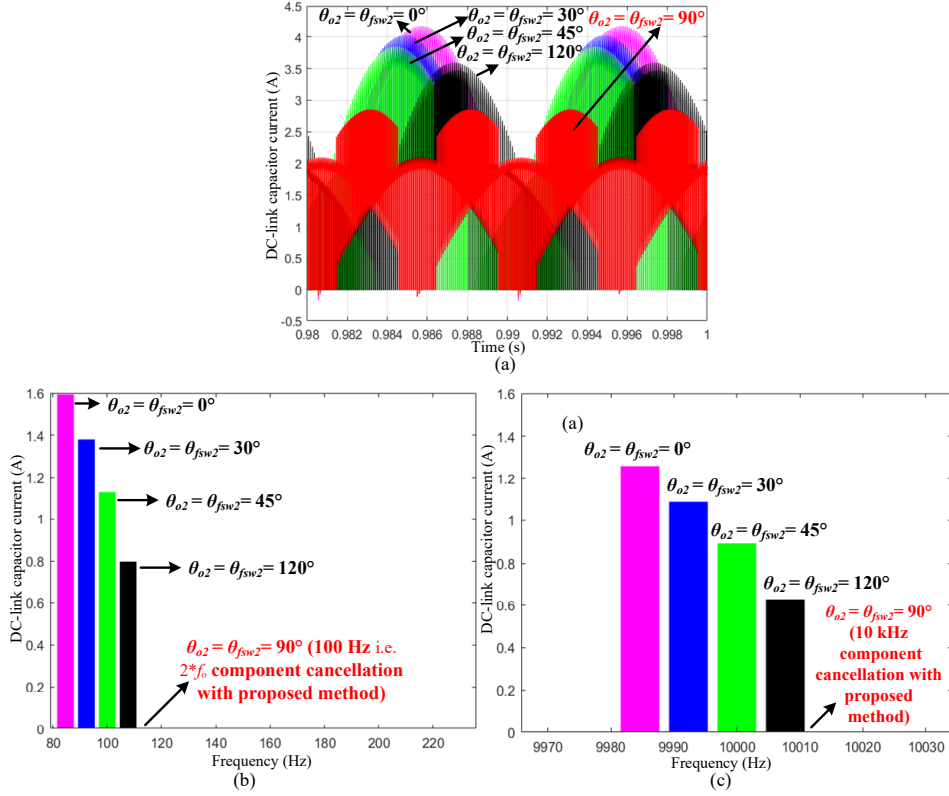 θo2 = θfsw2= 0°
θo2 = θfsw2= 30°
θo2 = θfsw2= 90°
θo2 = θfsw2= 45°
θo2 = θfsw2= 120°
DC-link capacitor current (A)
4.5
4
3.5
3
2.5
2
1.5
1
0.5
0
-0.5
0.98 0.982 0.984 0.986 0.988 0.99 0.992 0.994 0.996 0.998 1
Time (s)
(a)
DC-link capacitor current (A)
1.6
1.4
1.2
1
0.8
0.6
0.4
0.2
0
θo2 = θfsw2= 0°
θo2 = θfsw2= 30°
θo2 = θfsw2= 45°
θo2 = θfsw2= 120°
θo2 = θfsw2= 90° (100 Hz i.e.
2*fo component cancellation
with proposed method)
80 100 120 140 160 180 200 220
Frequency (Hz)
(b)
DC-link capacitor current (A)
1.6
1.4
1.2
1
0.8
0.6
0.4
0.2
0
(a)
θo2 = θfsw2= 0°
θo2 = θfsw2= 30°
θo2 = θfsw2= 45°
θo2 = θfsw2= 120°
θo2 = θfsw2= 90°
(10 kHz
component
cancellation with
proposed
method)
9970 9980 9990 10000 10010 10020 10030
Frequency (Hz)
(c)